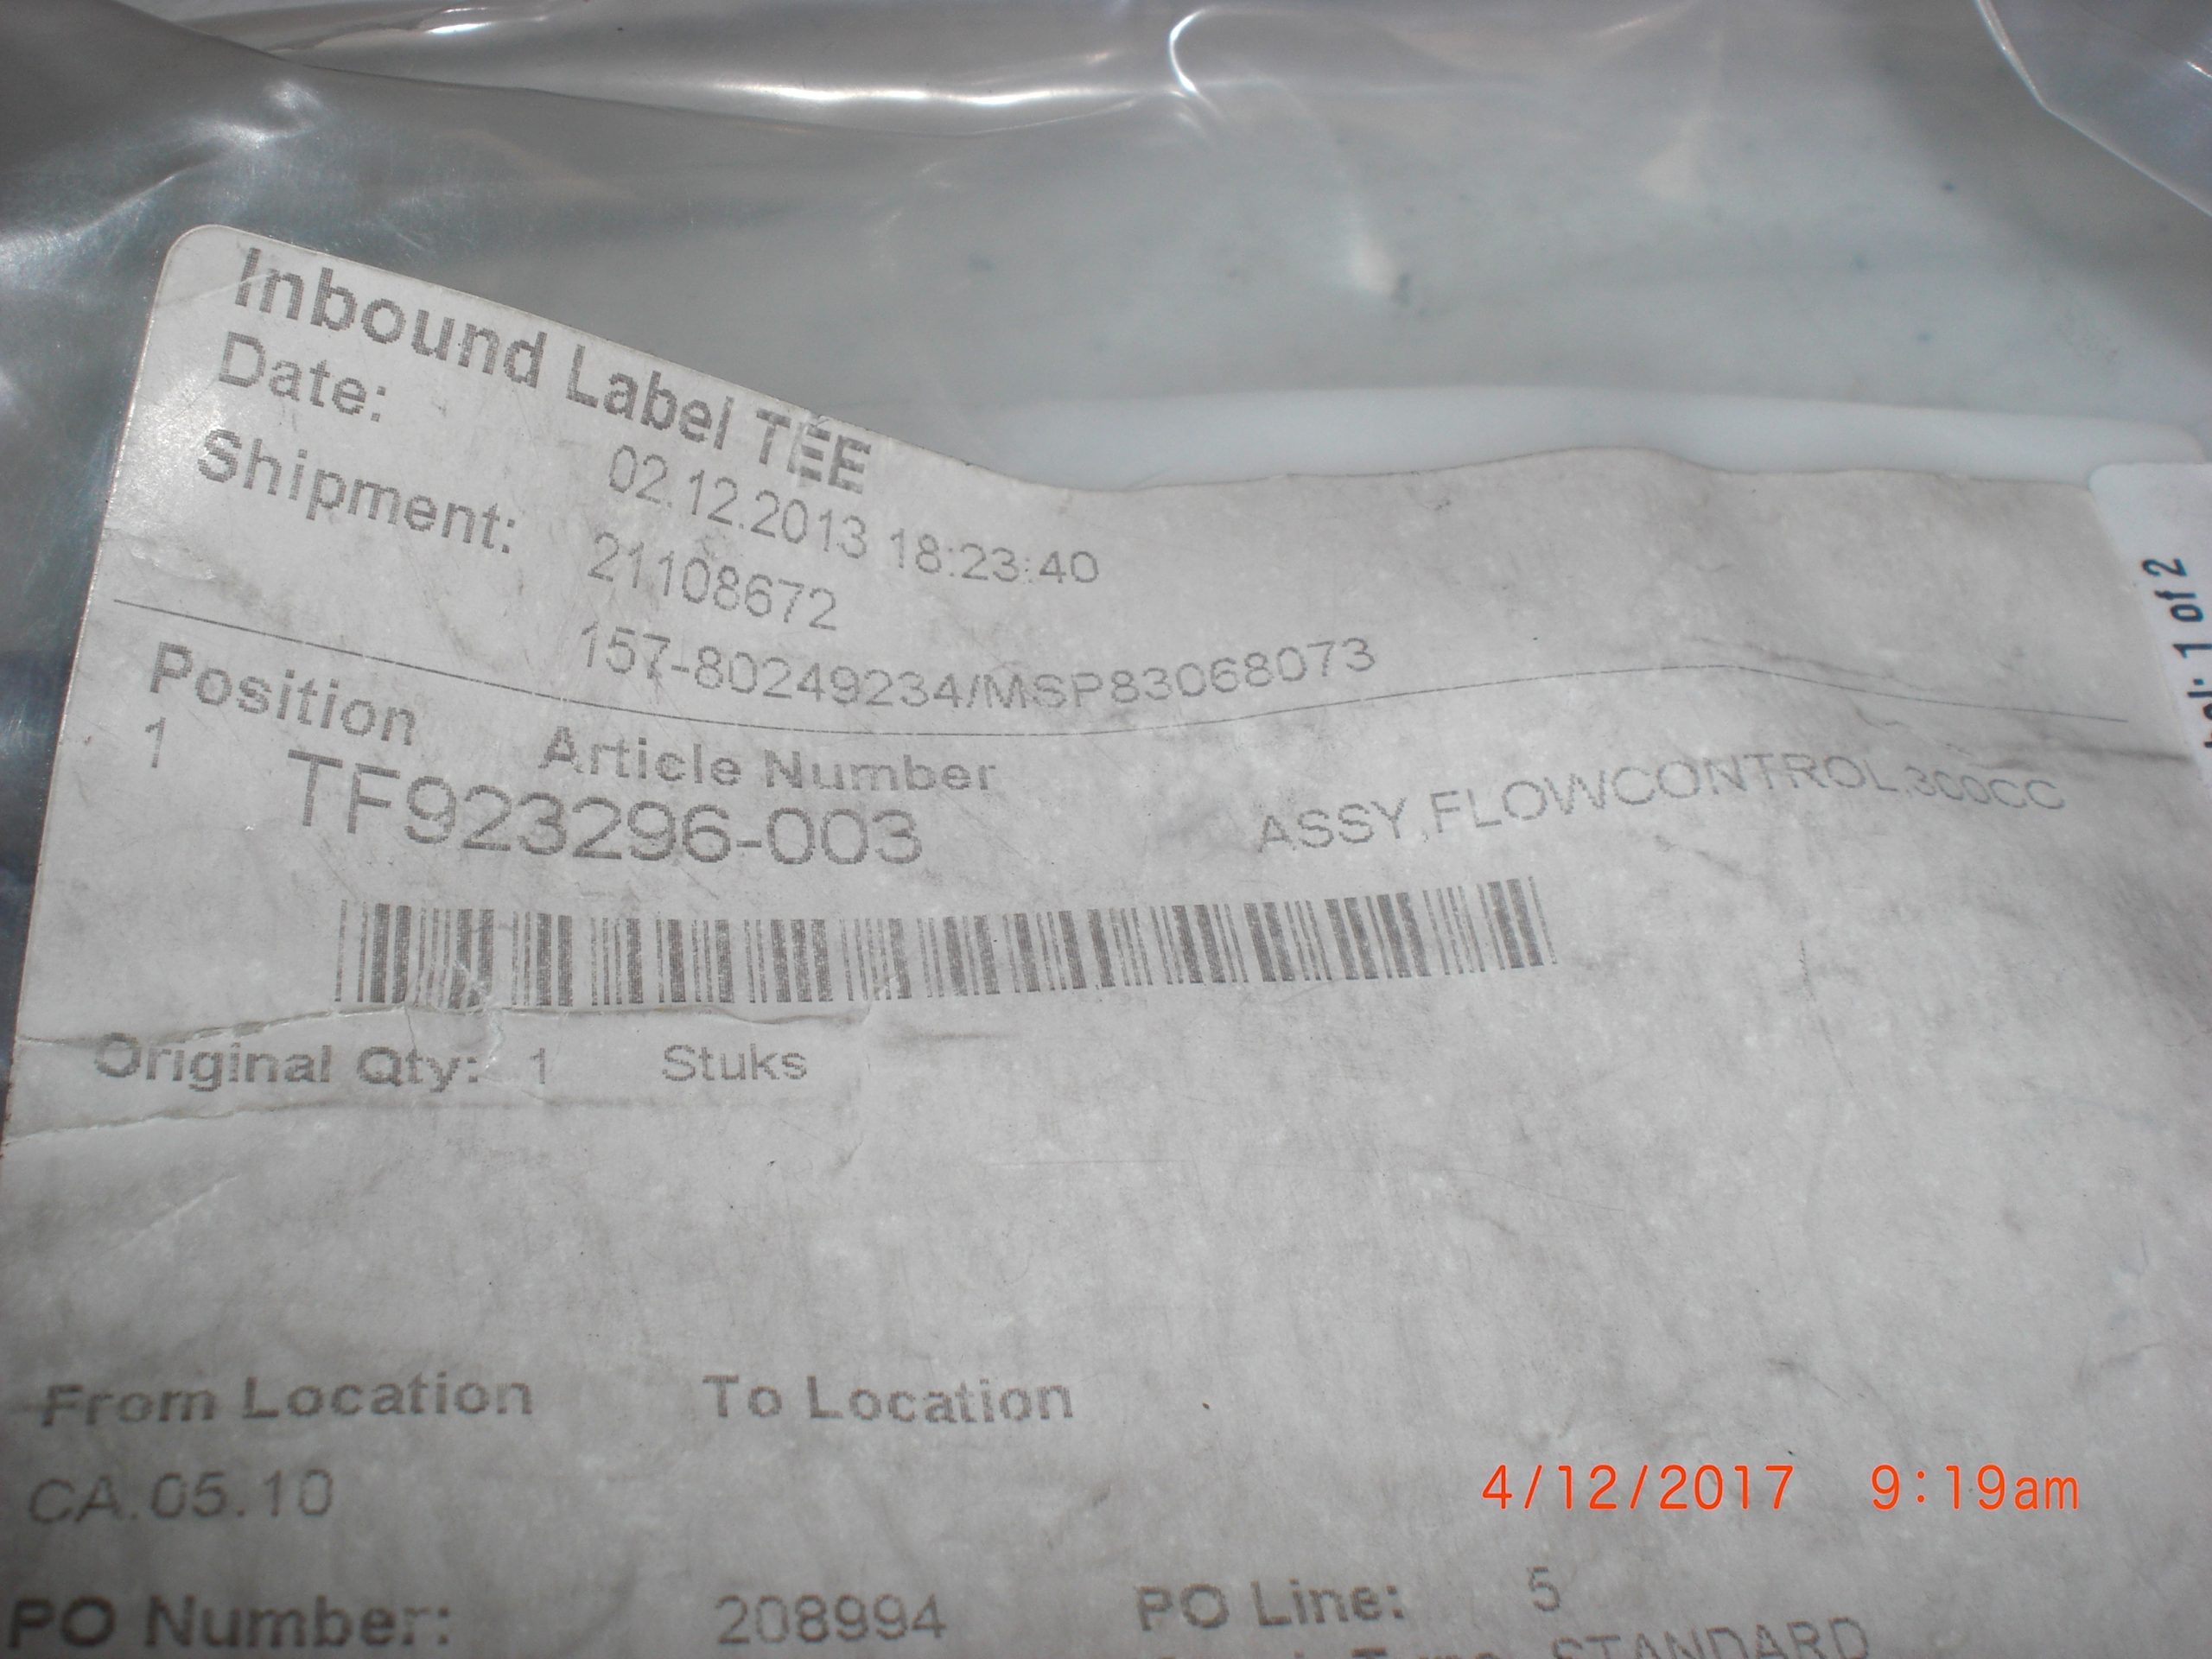 Inbound Label TEE
Date: 02.12.2013 18:23:40
Shipment: 21108672
157-80249234/MSP83068073
Position Article Number
1 TF923296-003 ASSY,FLOWCONTROL,300CC
Original Qty: 1 Stuks
From Location To Location
CA.05.10
PO Number: 208994 PO Line: 5
STANDARD
1 of 2
4/12/2017 9:19am